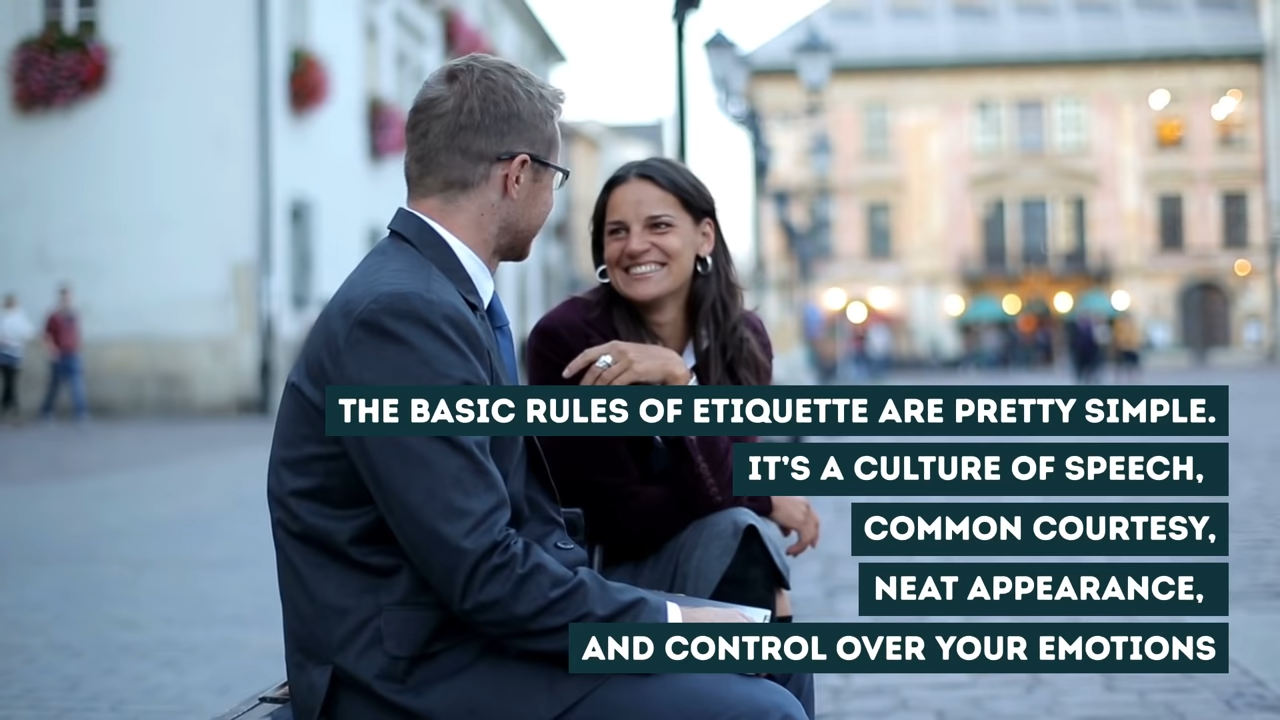 THE BASIC RULES OF ETIQUETTE ARE PRETTY SIMPLE.
IT'S A CULTURE OF SPEECH,
COMMON COURTESY,
NEAT APPEARANCE,
AND CONTROL OVER YOUR EMOTIONS